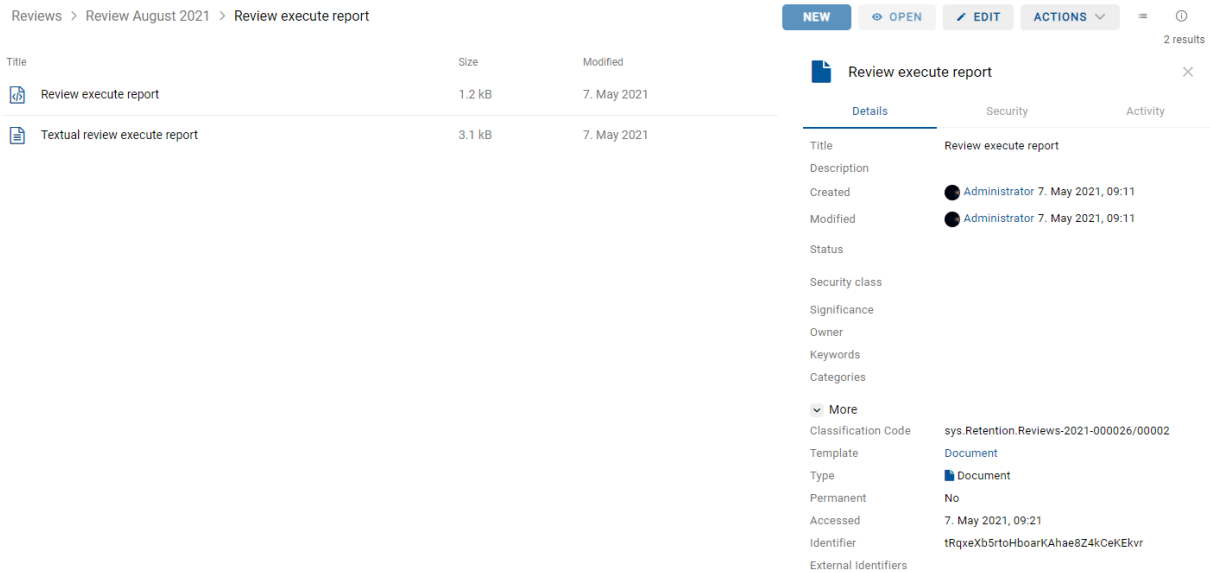 Reviews > Review August 2021 > Review execute report
NEW OPEN EDIT ACTIONS
2 results
Title Size Modified
Review execute report 1.2 kB 7. May 2021
Textual review execute report 3.1 kB 7. May 2021
Review execute report
Details Security Activity
Title Review execute report
Description
Created Administrator 7. May 2021, 09:11
Modified Administrator 7. May 2021, 09:11
Status
Security class
Significance
Owner
Keywords
Categories
More
Classification Code sys.Retention.Reviews-2021-000026/00002
Template Document
Type Document
Permanent No
Accessed 7. May 2021, 09:21
Identifier tRqxeXb5rtoHboarKAhae8Z4kCeKEkvr
External Identifiers